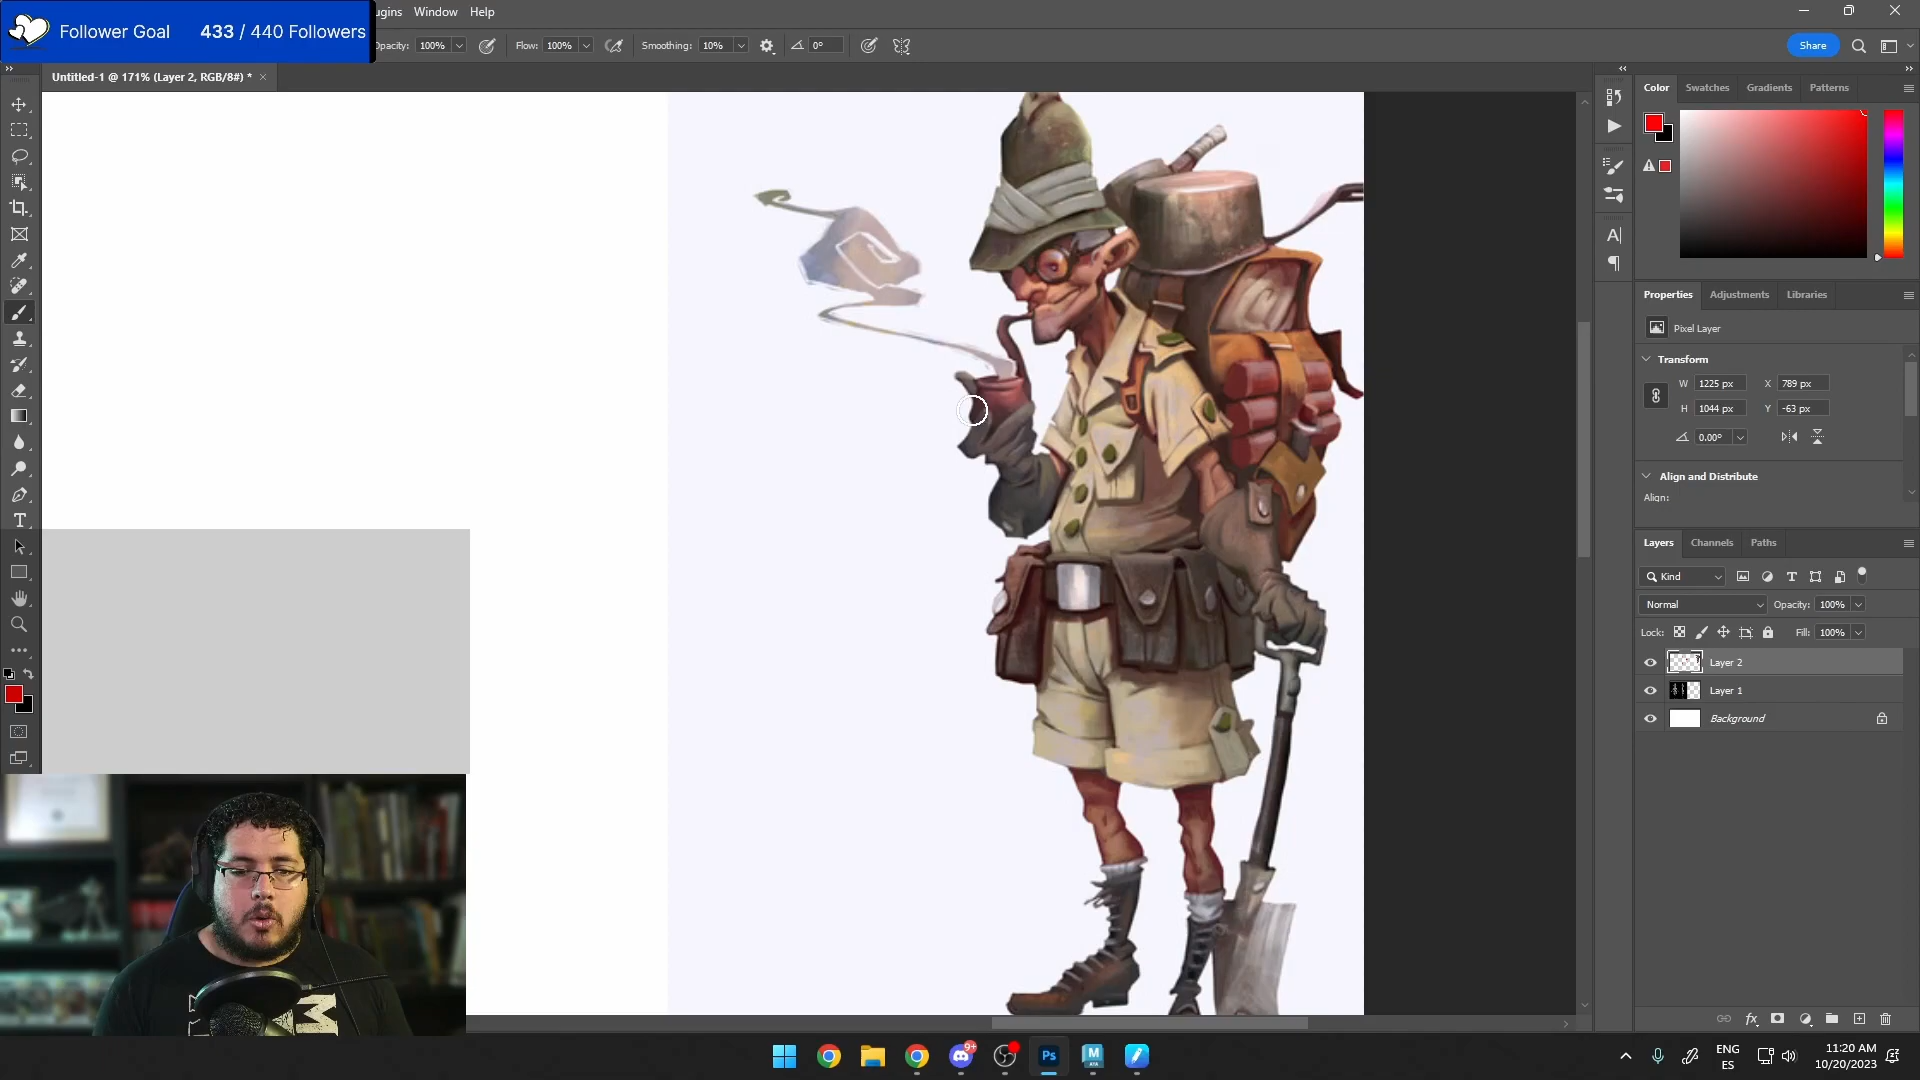 Follower Goal 433 / 440 Followers
ugins Window Help
Opacity: 100% Flow: 100% Smoothing: 10% 0°
Share
Untitled-1 @ 171% (Layer 2, RGB/8#) *
Color Swatches Gradients Patterns
Properties Adjustments Libraries
Pixel Layer
Transform
W 1225 px X 789 px
H 1044 px Y -63 px
0.00°
Align and Distribute
Align:
Layers Channels Paths
Kind
Normal Opacity: 100%
Lock: Fill: 100%
Layer 2
Layer 1
Background
Ps
9+
ENG
ES
11:20 AM
10/20/2023